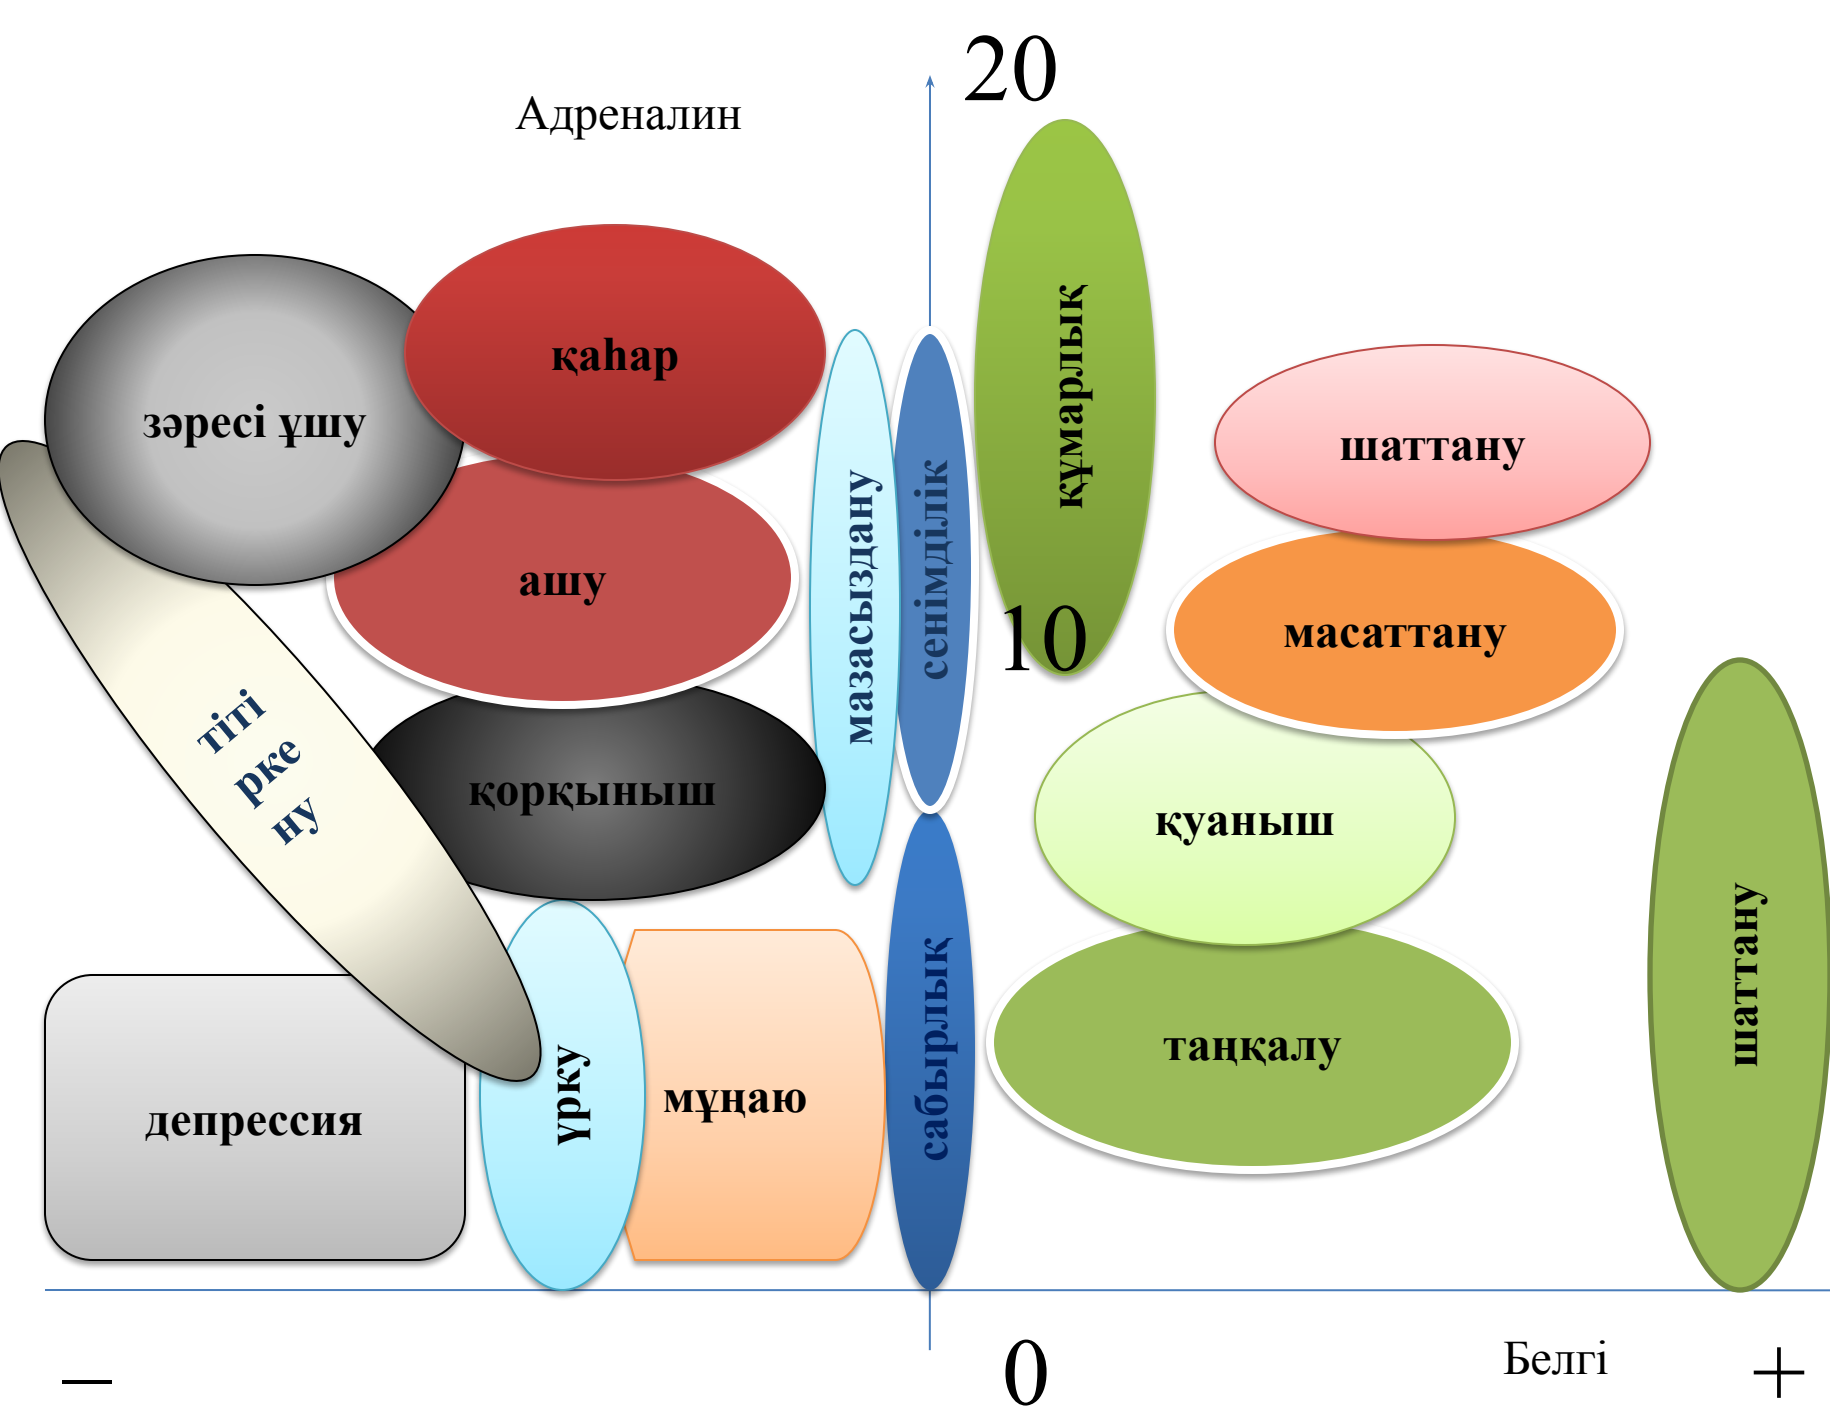 20
Адреналин
қаһар
зәресі ұшу
құмарлық
шаттану
мазасыздану
сенімділік
ашу
10
масаттану
тіті
рке
ну
қорқыныш
қуаныш
шаттану
үрку
мұңаю
сабырлық
таңқалу
депрессия
–
0
Белгі
+